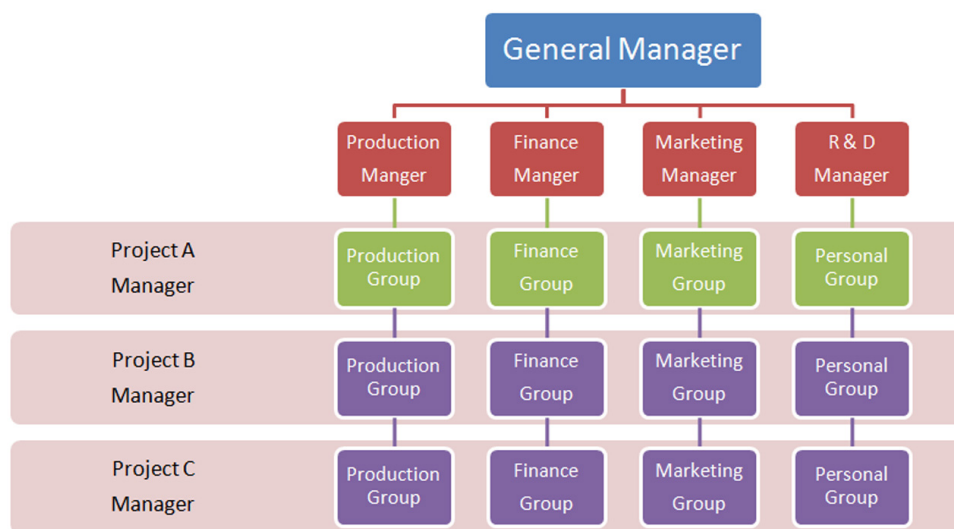 General Manager
Production
Manger
Finance
Manger
Marketing
Manager
R & D
Manager
Project A
Manager
Production
Group
Finance
Group
Marketing
Group
Personal
Group
Project B
Manager
Production
Group
Finance
Group
Marketing
Group
Personal
Group
Project C
Manager
Production
Group
Finance
Group
Marketing
Group
Personal
Group